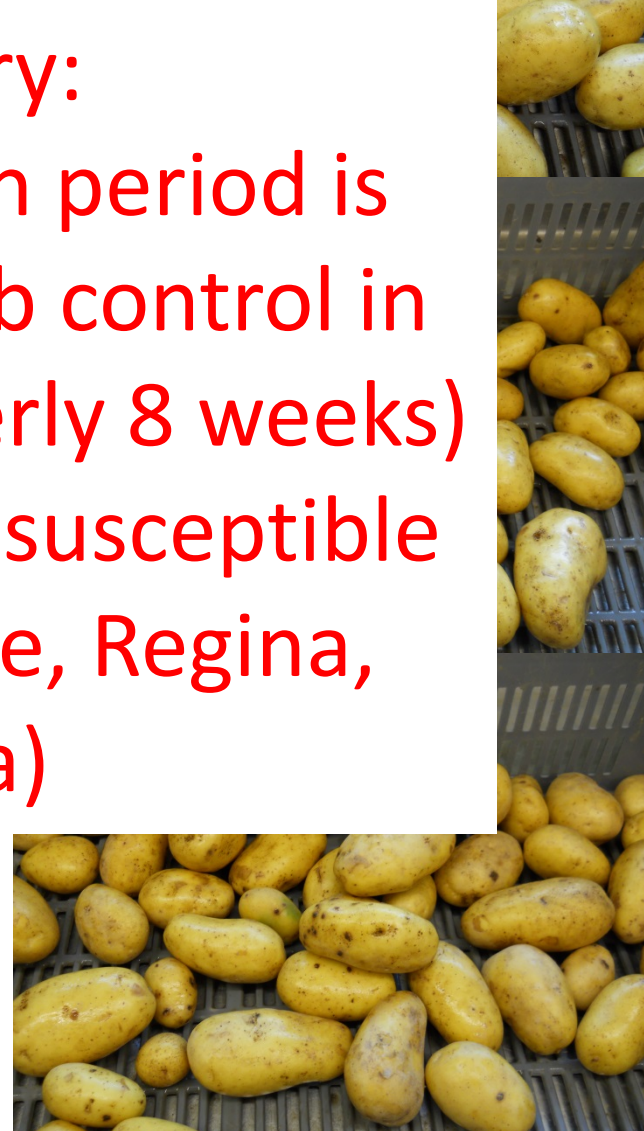 ry:
n period is
b control in
erly 8 weeks)
susceptible
e, Regina,
a)